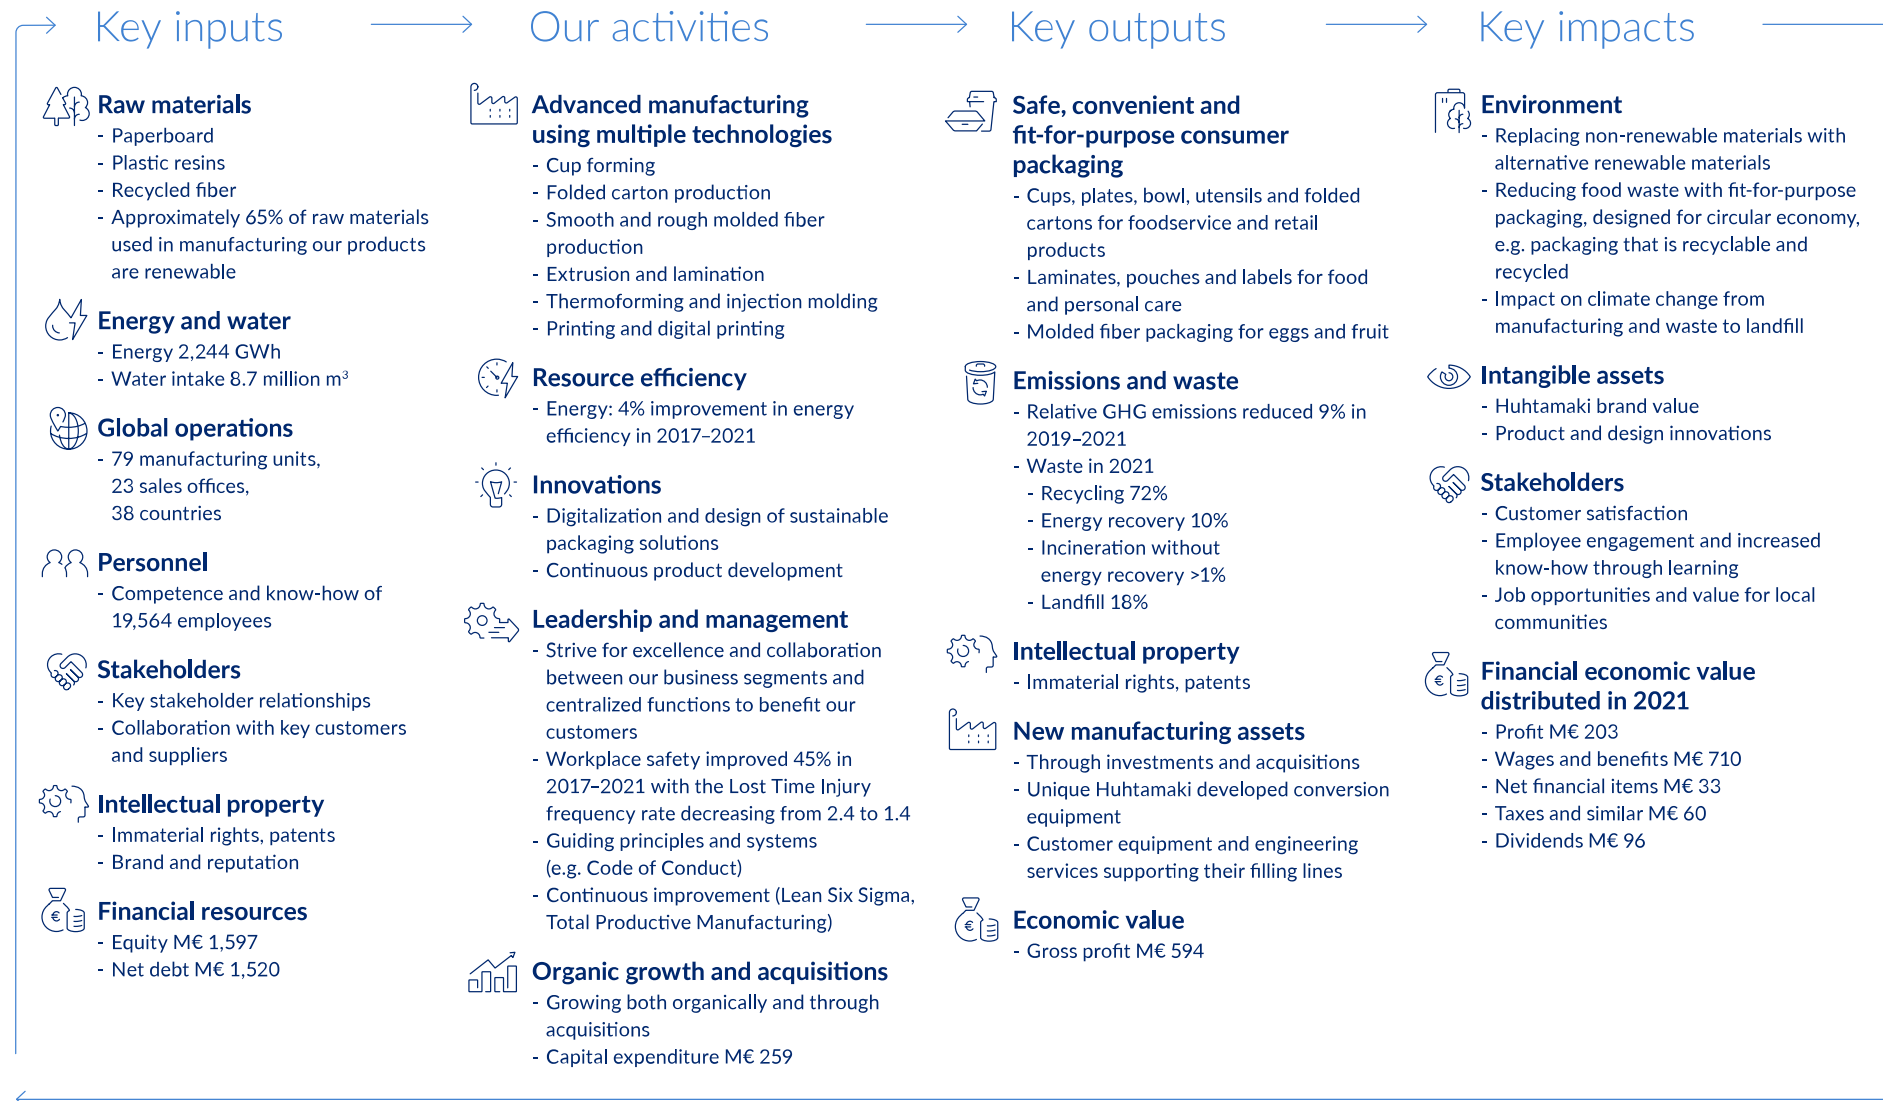 Key inputs
Raw materials
- Paperboard
- Plastic resins
- Recycled fiber
- Approximately 65% of raw materials
used in manufacturing our products
are renewable
Energy and water
- Energy 2,244 GWh
- Water intake 8.7 million m³
Global operations
- 79 manufacturing units,
23 sales offices,
38 countries
Personnel
- Competence and know-how of
19,564 employees
Stakeholders
- Key stakeholder relationships
- Collaboration with key customers
and suppliers
Intellectual property
- Immaterial rights, patents
- Brand and reputation
Financial resources
- Equity M€ 1,597
- Net debt M€ 1,520
Our activities
Advanced manufacturing
using multiple technologies
- Cup forming
- Folded carton production
- Smooth and rough molded fiber
production
- Extrusion and lamination
- Thermoforming and injection molding
- Printing and digital printing
Resource efficiency
- Energy: 4% improvement in energy
efficiency in 2017–2021
Innovations
- Digitalization and design of sustainable
packaging solutions
- Continuous product development
Leadership and management
- Strive for excellence and collaboration
between our business segments and
centralized functions to benefit our
customers
- Workplace safety improved 45% in
2017–2021 with the Lost Time Injury
frequency rate decreasing from 2.4 to 1.4
- Guiding principles and systems
(e.g. Code of Conduct)
- Continuous improvement (Lean Six Sigma,
Total Productive Manufacturing)
Organic growth and acquisitions
- Growing both organically and through
acquisitions
- Capital expenditure M€ 259
Key outputs
Safe, convenient and
fit-for-purpose consumer
packaging
- Cups, plates, bowl, utensils and folded
cartons for foodservice and retail
products
- Laminates, pouches and labels for food
and personal care
- Molded fiber packaging for eggs and fruit
Emissions and waste
- Relative GHG emissions reduced 9% in
2019–2021
- Waste in 2021
- Recycling 72%
- Energy recovery 10%
- Incineration without
energy recovery >1%
- Landfill 18%
Intellectual property
- Immaterial rights, patents
New manufacturing assets
- Through investments and acquisitions
- Unique Huhtamaki developed conversion
equipment
- Customer equipment and engineering
services supporting their filling lines
Economic value
- Gross profit M€ 594
Key impacts
Environment
- Replacing non-renewable materials with
alternative renewable materials
- Reducing food waste with fit-for-purpose
packaging, designed for circular economy,
e.g. packaging that is recyclable and
recycled
- Impact on climate change from
manufacturing and waste to landfill
Intangible assets
- Huhtamaki brand value
- Product and design innovations
Stakeholders
- Customer satisfaction
- Employee engagement and increased
know-how through learning
- Job opportunities and value for local
communities
Financial economic value
distributed in 2021
- Profit M€ 203
- Wages and benefits M€ 710
- Net financial items M€ 33
- Taxes and similar M€ 60
- Dividends M€ 96